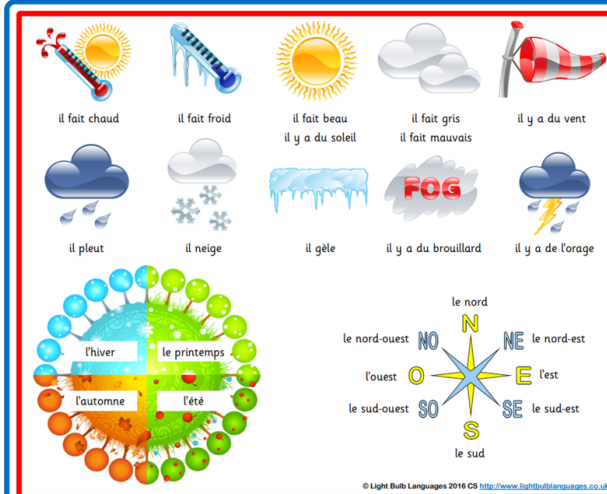 il fait chaud
il fait froid
il fait beau
il y a du soleil
il fait gris
il fait mauvais
il y a du vent
FOG
il pleut
il neige
il gèle
il y a du brouillard
il y a de l'orage
l'hiver
le printemps
l'automne
l'été
le nord
N
le nord-ouest
NO
NE
le nord-est
l'ouest
O
E
l'est
le sud-ouest
SO
SE
le sud-est
S
le sud
© Light Bulb Languages 2016 CS http://www.lightbulblanguages.co.uk